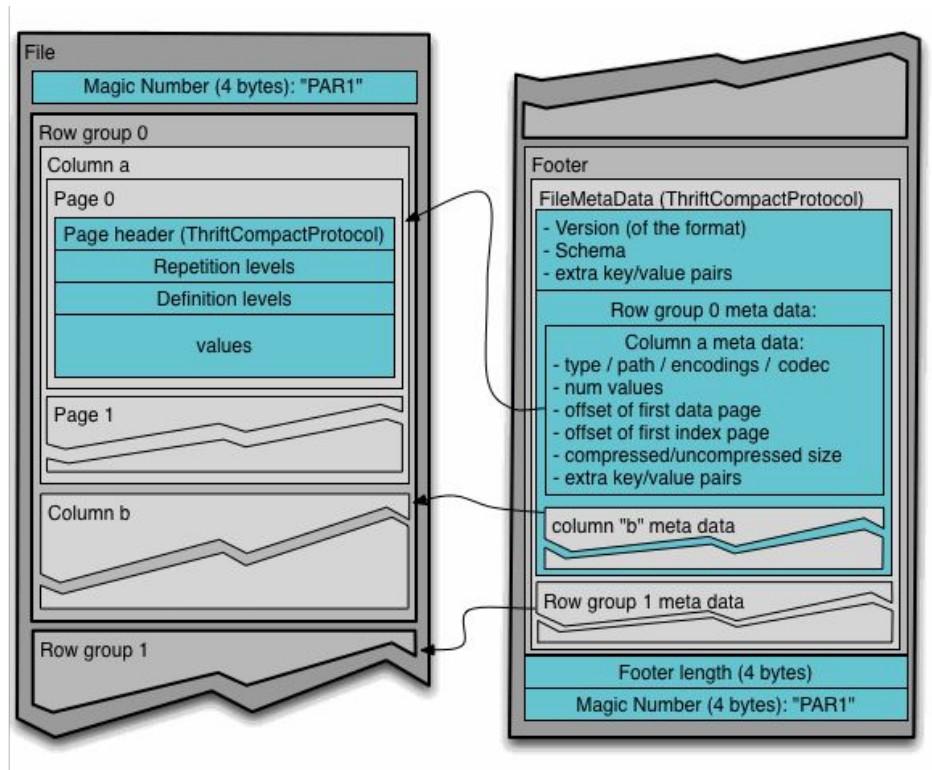 File
Magic Number (4 bytes): "PAR1"
Row group 0
Column a
Page 0
Page header (ThriftCompactProtocol)
Repetition levels
Definition levels
values
Page 1
Column b
Row group 1
Footer
FileMetaData (ThriftCompactProtocol)
- Version (of the format)
- Schema
- extra key/value pairs
Row group 0 meta data:
Column a meta data:
- type / path / encodings / codec
- num values
- offset of first data page
- offset of first index page
- compressed/uncompressed size
- extra key/value pairs
column "b" meta data
Row group 1 meta data
Footer length (4 bytes)
Magic Number (4 bytes): "PAR1"